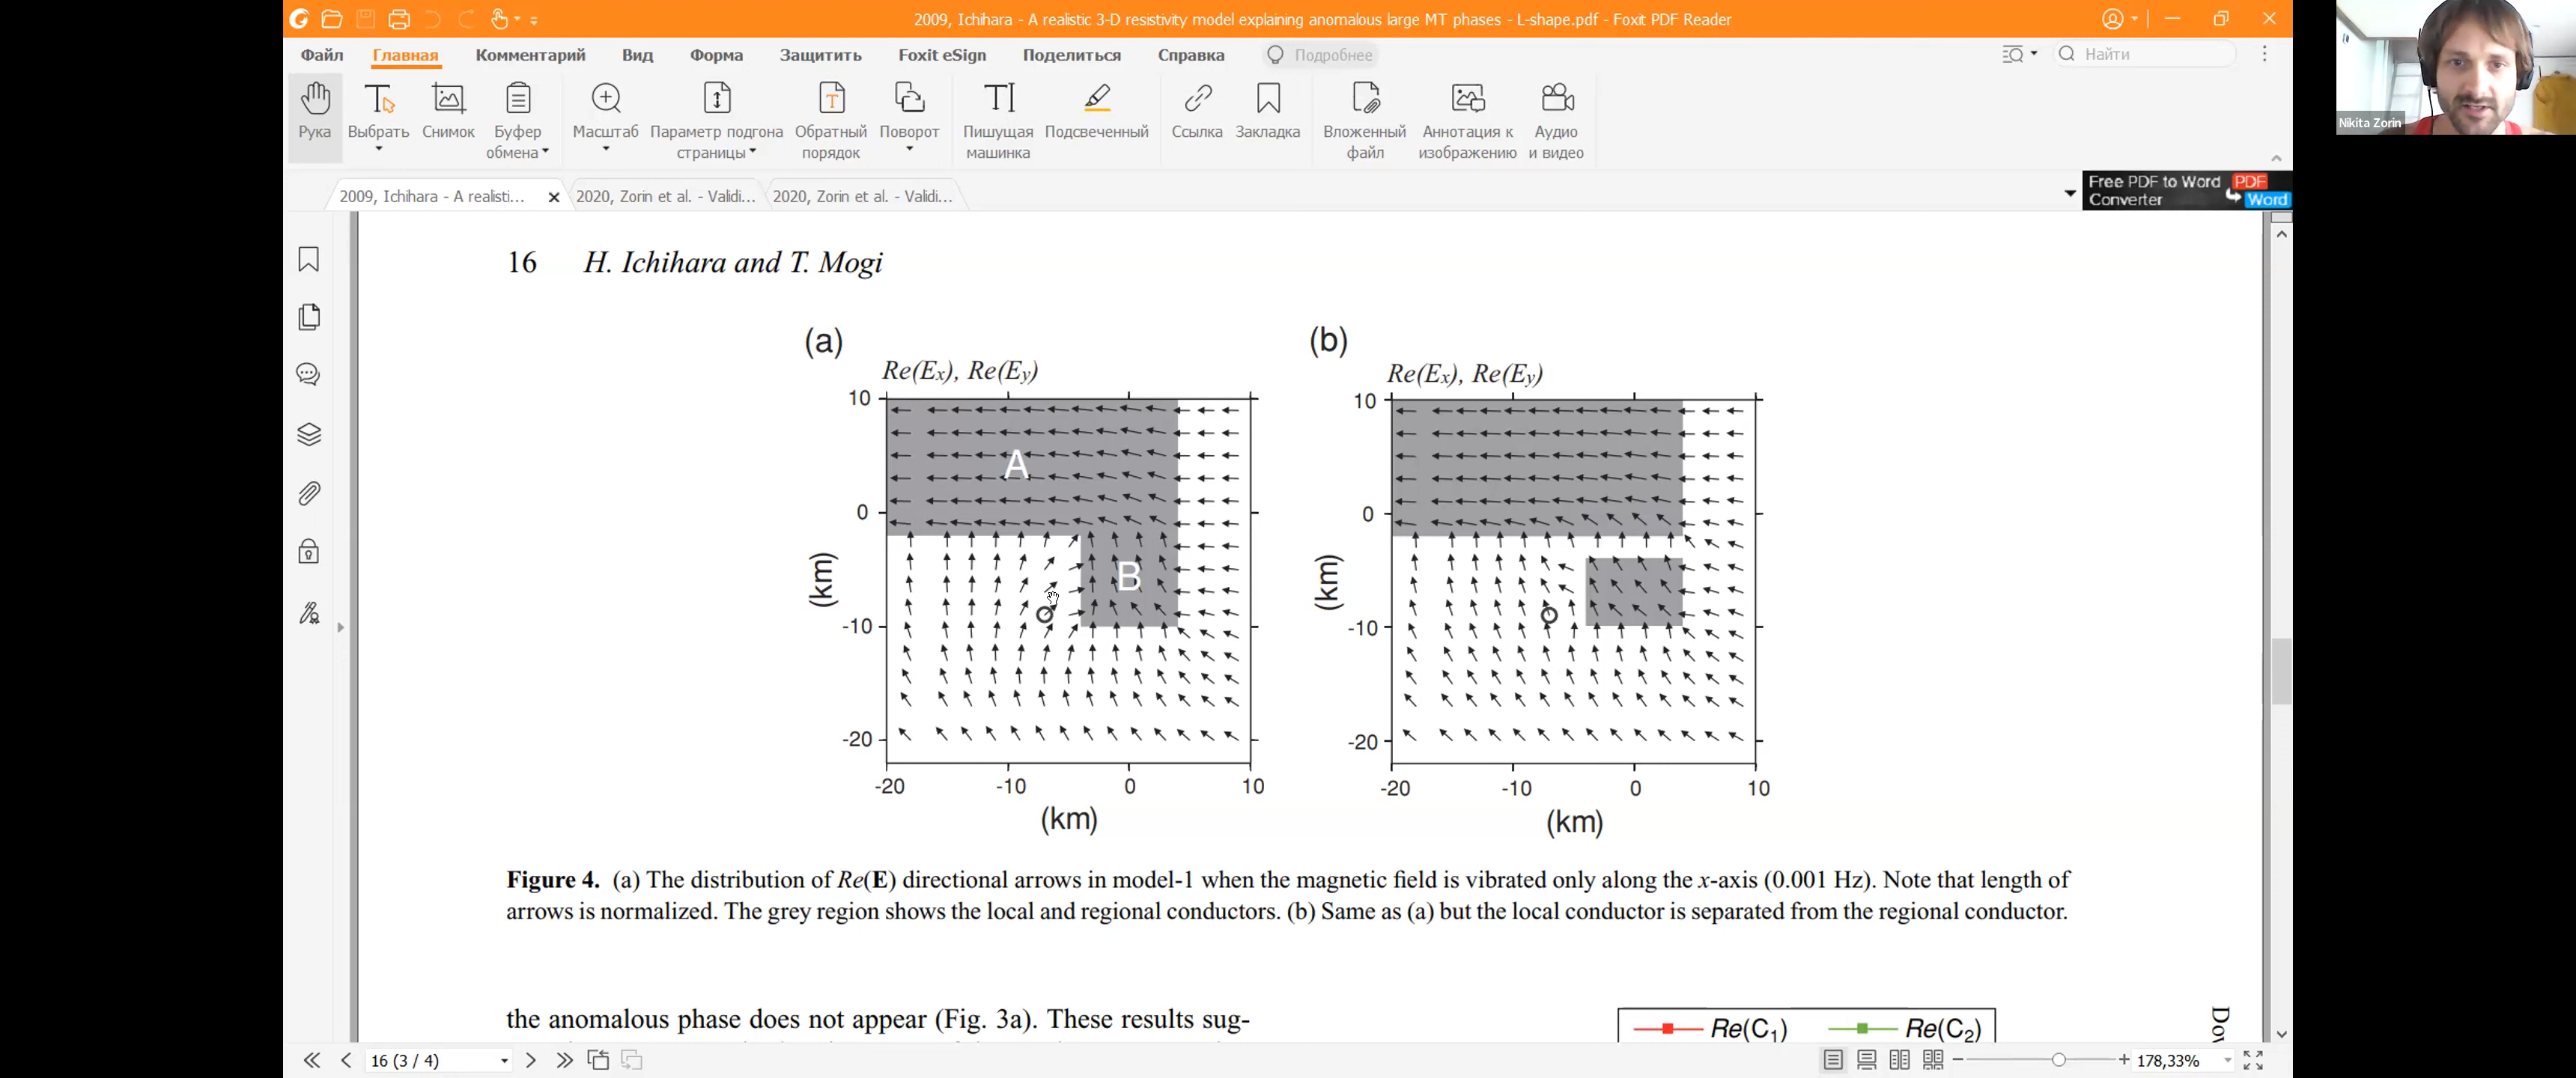 2009, Ichihara - A realistic 3-D resistivity model explaining anomalous large MT phases - L-shape.pdf - Foxit PDF Reader
Файл Главная Комментарий Вид Форма Защитить Foxit eSign Поделиться Справка Подробнее Найти
Рука Выбрать Снимок Буфер обмена Масштаб Параметр подгона страницы Обратный порядок Поворот Пишущая машинка Подсвеченный Ссылка Закладка Вложенный файл Аннотация к изображению Аудио и видео
Nikita Zorin
2009, Ichihara - A realisti... 2020, Zorin et al. - Validi... 2020, Zorin et al. - Validi...
Free PDF to Word Converter PDF Word
16 H. Ichihara and T. Mogi
(a)
Re(Ex), Re(Ey)
10
0
-10
-20
(km)
A
B
-20 -10 0 10
(km)
(b)
Re(Ex), Re(Ey)
10
0
-10
-20
(km)
-20 -10 0 10
(km)
Figure 4. (a) The distribution of Re(E) directional arrows in model-1 when the magnetic field is vibrated only along the x-axis (0.001 Hz). Note that length of
arrows is normalized. The grey region shows the local and regional conductors. (b) Same as (a) but the local conductor is separated from the regional conductor.
the anomalous phase does not appear (Fig. 3a). These results sug-
Re(C1) Re(C2)
16 (3 / 4)
178,33%